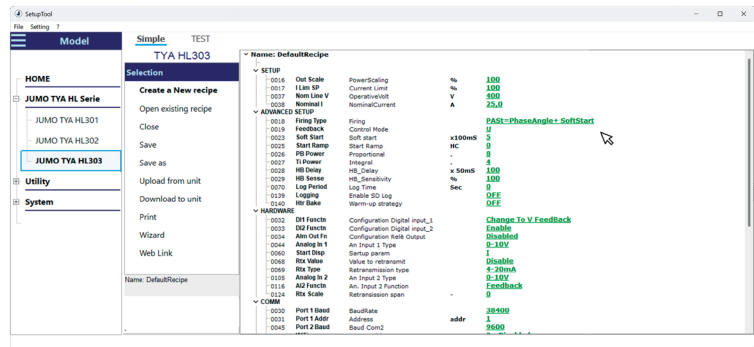 SetupTool
File Setting ?
Model
HOME
JUMO TYA HL Serie
JUMO TYA HL301
JUMO TYA HL302
JUMO TYA HL303
Utility
System
Simple TEST
TYA HL303
Selection
Create a New recipe
Open existing recipe
Close
Save
Save as
Upload from unit
Download to unit
Print
Wizard
Web Link
Name: DefaultRecipe
Name: DefaultRecipe
SETUP
0016 Out Scale PowerScaling % 100
0017 I Lim SP Current Limit % 100
0037 Nom Line V OperativeVolt V 400
0038 Nominal I NominalCurrent A 25,0
ADVANCED SETUP
0018 Firing Type Firing PASt=PhaseAngle+ SoftStart
0019 Feedback Control Mode U
0023 Soft Start Soft start x100mS 5
0025 Start Ramp Start Ramp HC 0
0026 PB Power Proportional . 8
0027 Ti Power Integral . 4
0028 HB Delay HB_Delay x 50mS 100
0029 HB Sense HB_Sensitivity % 100
0070 Log Period Log Time Sec 0
0139 Logging Enable SD Log OFF
0140 Htr Bake Warm-up strategy OFF
HARDWARE
0032 DI1 Functn Configuration Digital input_1 Change To V FeedBack
0033 DI2 Functn Configuration Digital input_2 Enable
0034 Alm Out Fn Configuration Relè Output Disabled
0044 Analog In 1 An Input 1 Type 0-10V
0060 Start Disp Sartup param I
0068 Rtx Value Value to retransmit Disable
0069 Rtx Type Retransmission type 4-20mA
0105 Analog In 2 An Input 2 Type 0-10V
0116 AI2 Functn An. Input 2 Function Feedback
0124 Rtx Scale Retranssision span - 0
COMM
0030 Port 1 Baud BaudRate 38400
0031 Port 1 Addr Address addr 1
0045 Port 2 Baud Baud Com2 9600